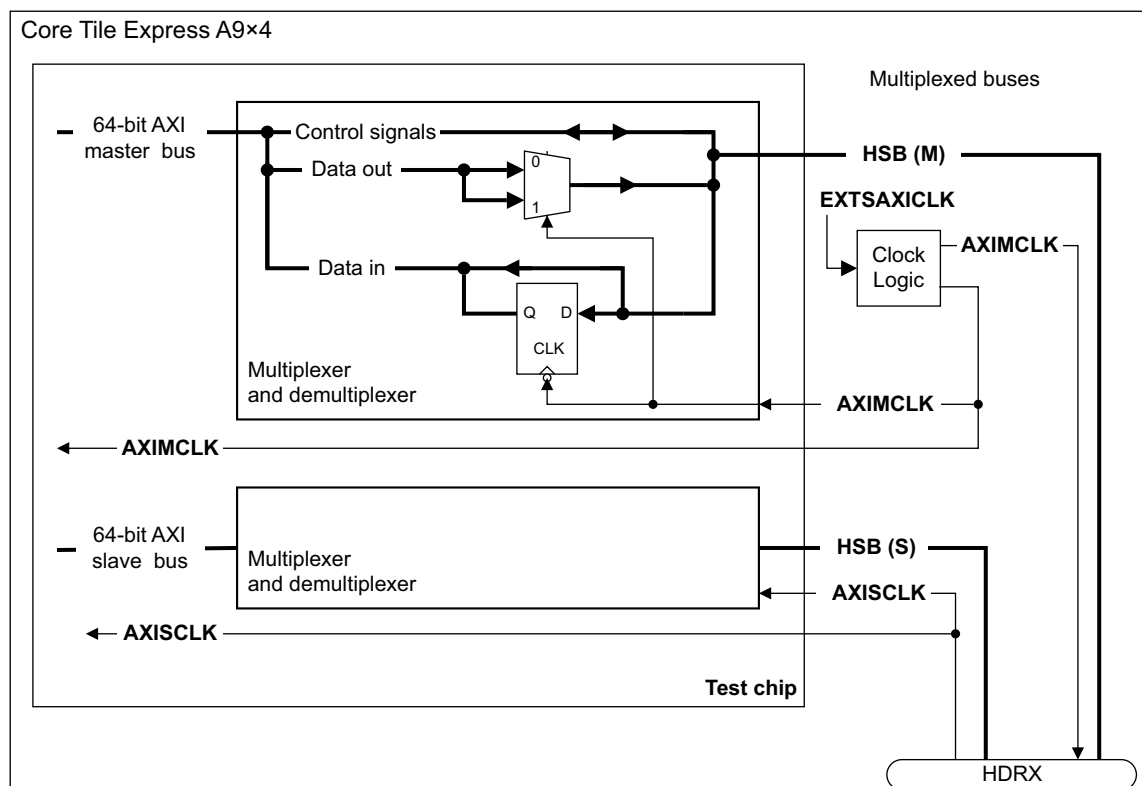 Core Tile Express A9×4
Multiplexed buses
64-bit AXI
master bus
Control signals
Data out
0
1
HSB (M)
EXTSAXICLK
Clock
Logic
AXIMCLK
Data in
Q D
CLK
Multiplexer
and demultiplexer
AXIMCLK
AXIMCLK
64-bit AXI
slave bus
Multiplexer
and demultiplexer
HSB (S)
AXISCLK
AXISCLK
Test chip
HDRX